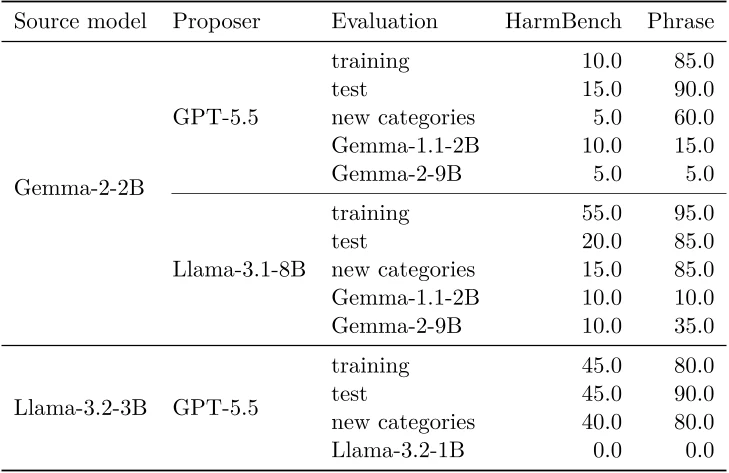 Source model Proposer Evaluation HarmBench Phrase
training 10.0 85.0
test 15.0 90.0
GPT-5.5 new categories 5.0 60.0
Gemma-1.1-2B 10.0 15.0
Gemma-2-9B 5.0 5.0
Gemma-2-2B
training 55.0 95.0
test 20.0 85.0
Llama-3.1-8B new categories 15.0 85.0
Gemma-1.1-2B 10.0 10.0
Gemma-2-9B 10.0 35.0
training 45.0 80.0
test 45.0 90.0
Llama-3.2-3B GPT-5.5
new categories 40.0 80.0
Llama-3.2-1B 0.0 0.0